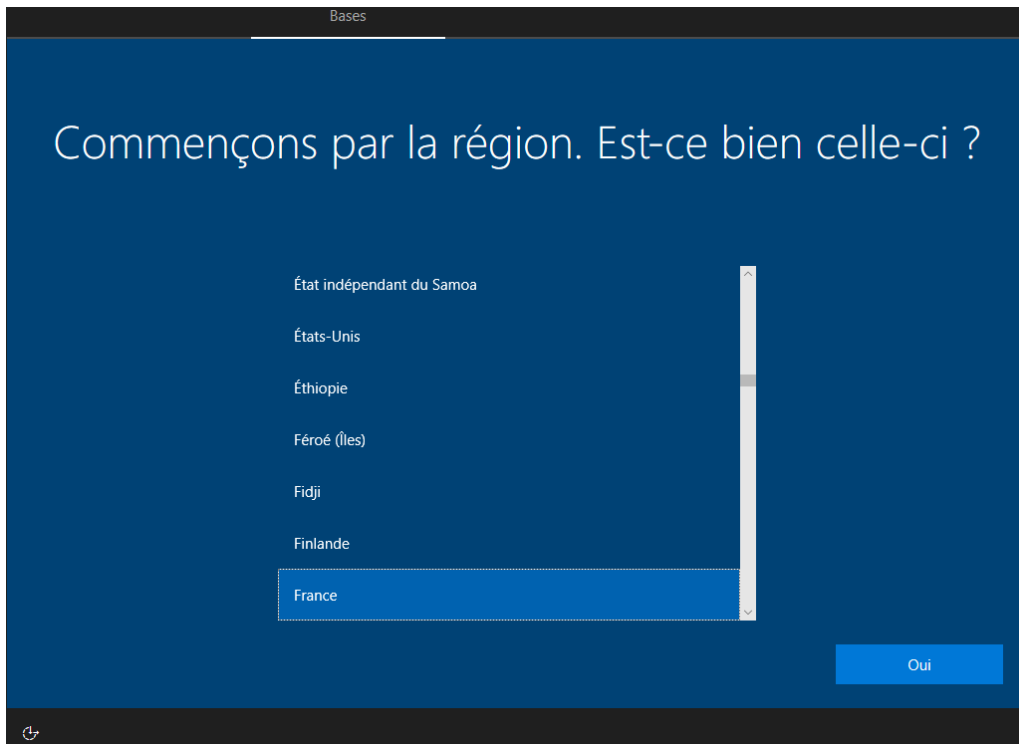 Bases
Commençons par la région. Est-ce bien celle-ci ?
État indépendant du Samoa
États-Unis
Éthiopie
Féroé (Îles)
Fidji
Finlande
France
Oui